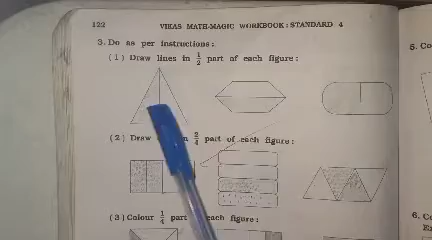 122 VIKAS MATH-MAGIC WORKBOOK : STANDARD 4
3. Do as per instructions :
(1) Draw lines in 1/2 part of each figure :
(2) Draw 2/4 part of each figure :
(3) Colour 1/4 part each figure :
5. Co
6. C